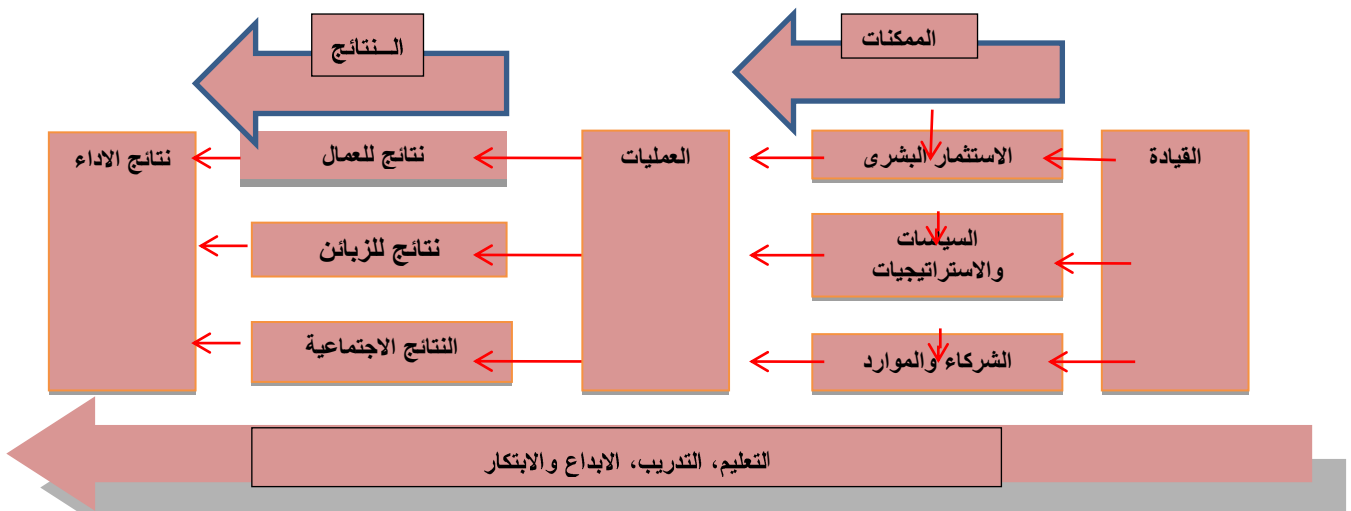 الممكنات
الـــنتائج
القيادة
الاستثمار البشرى
العمليات
نتائج للعمال
نتائج الاداء
السياسات
والاستراتيجيات
نتائج للزبائن
الشركاء والموارد
النتائج الاجتماعية
التعليم، التدريب، الابداع والابتكار